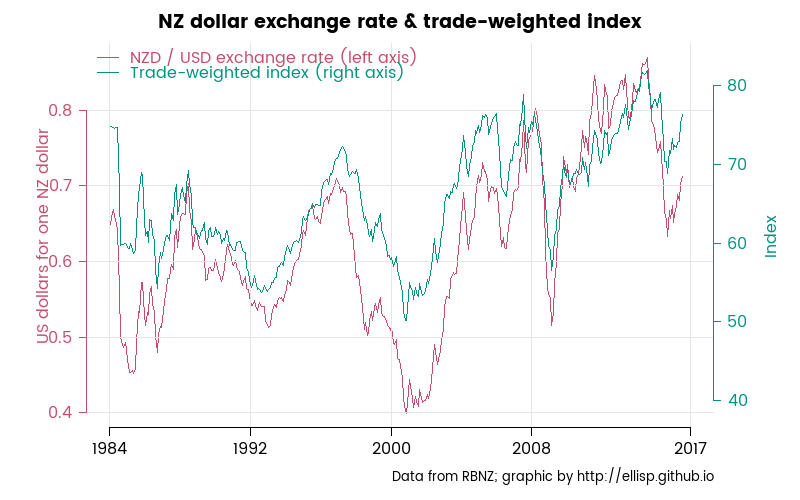 NZ dollar exchange rate & trade-weighted index
NZD / USD exchange rate (left axis)
Trade-weighted index (right axis)
US dollars for one NZ dollar
0.8
0.7
0.6
0.5
0.4
80
70
60
50
40
Index
1984 1992 2000 2008 2017
Data from RBNZ; graphic by http://ellisp.github.io